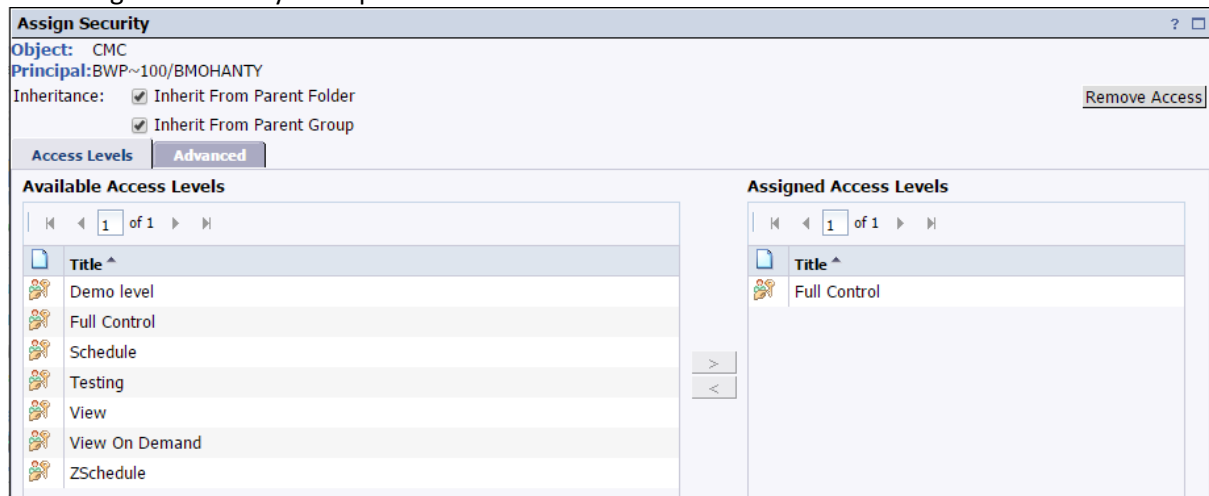 Assign Security ?
Object: CMC
Principal:BWP~100/BMOHANTY
Inheritance: Inherit From Parent Folder Remove Access
Inherit From Parent Group
Access Levels Advanced
Available Access Levels Assigned Access Levels
1 of 1 1 of 1
Title Title
Demo level Full Control
Full Control
Schedule
>
Testing
<
View
View On Demand
ZSchedule